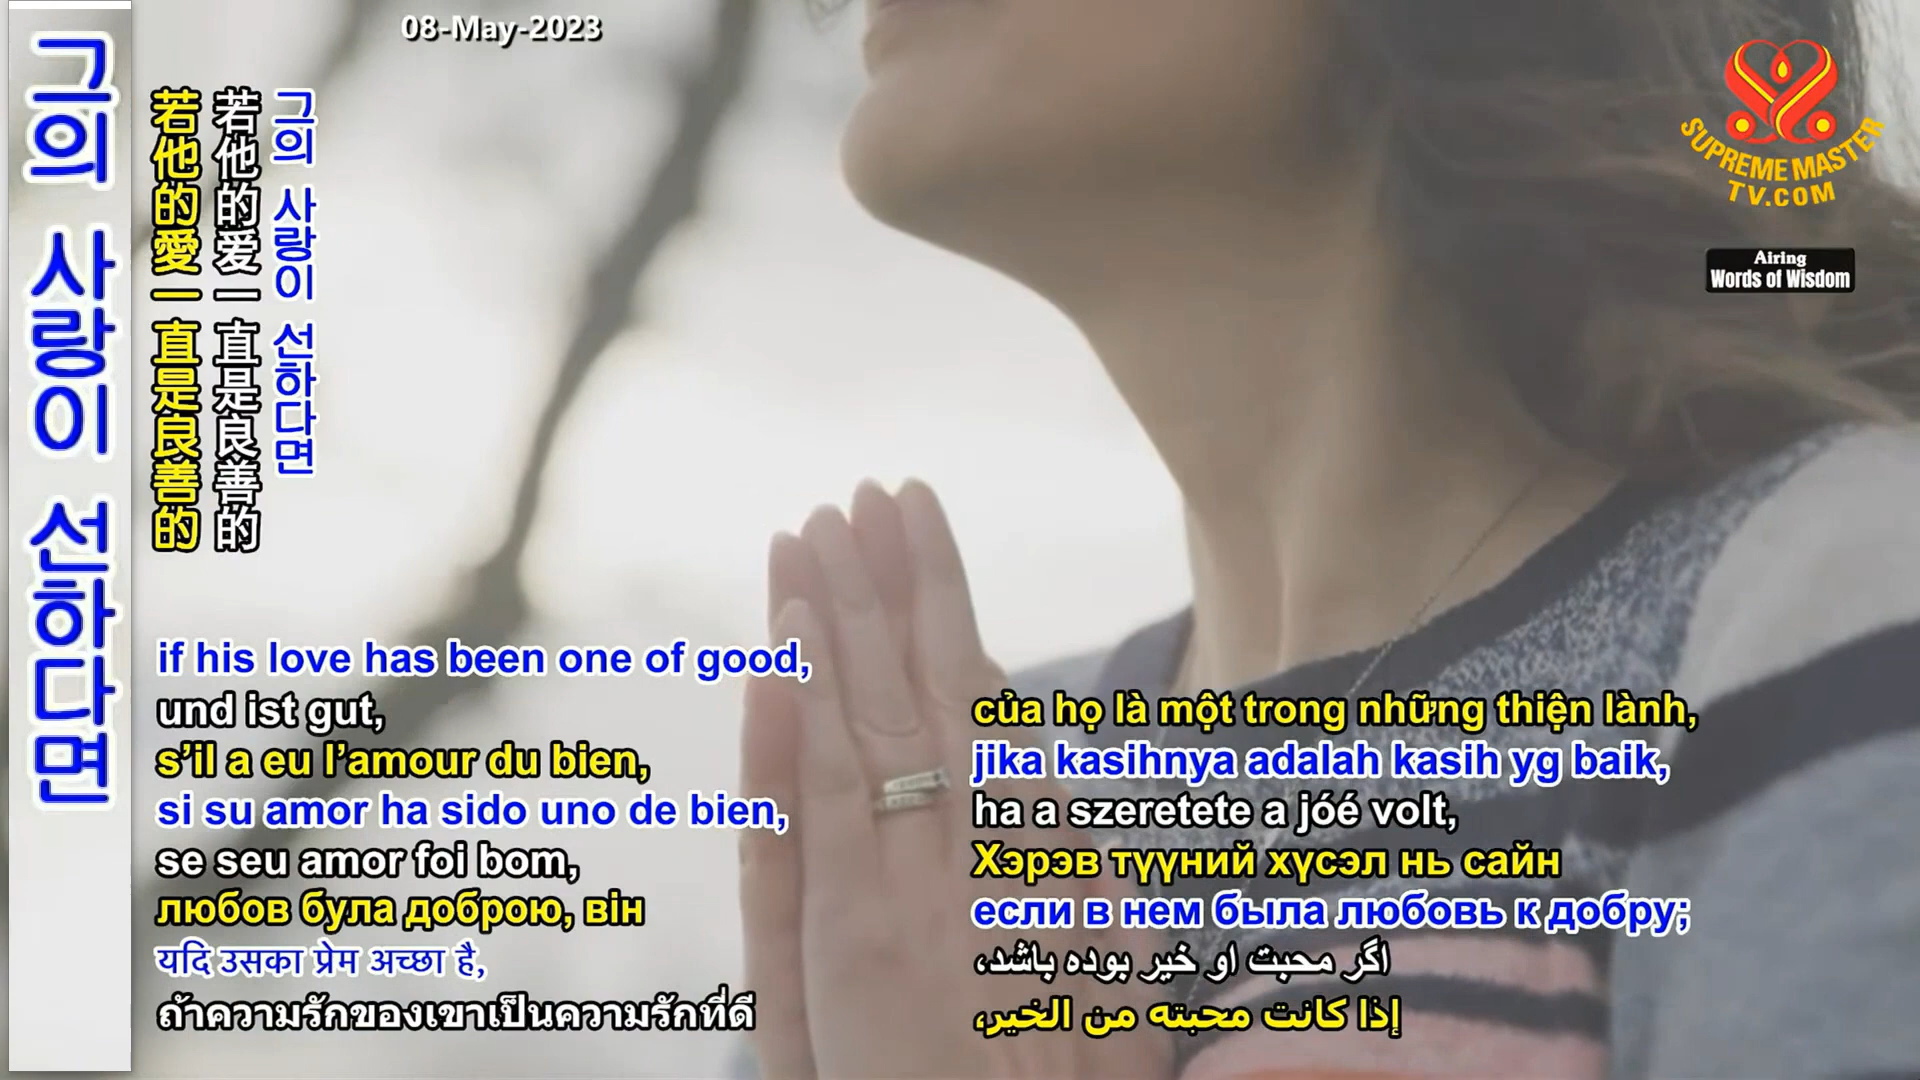 08-May-2023
그의 사랑이 선하다면
若他的愛一直是良善的
若他的爱一直是良善的
그의 사랑이 선하다면
SUPREME MASTER
TV.COM
Airing
Words of Wisdom
if his love has been one of good,
und ist gut,
s’il a eu l’amour du bien,
si su amor ha sido uno de bien,
se seu amor foi bom,
любов була доброю, він
यदि उसका प्रेम अच्छा है,
ถ้าความรักของเขาเป็นความรักที่ดี
của họ là một trong những thiện lành,
jika kasihnya adalah kasih yg baik,
ha a szeretete a jóé volt,
Хэрэв түүний хүсэл нь сайн
если в нем была любовь к добру;
اگر محبت او خیر بوده باشد،
إذا كانت محبته من الخير،